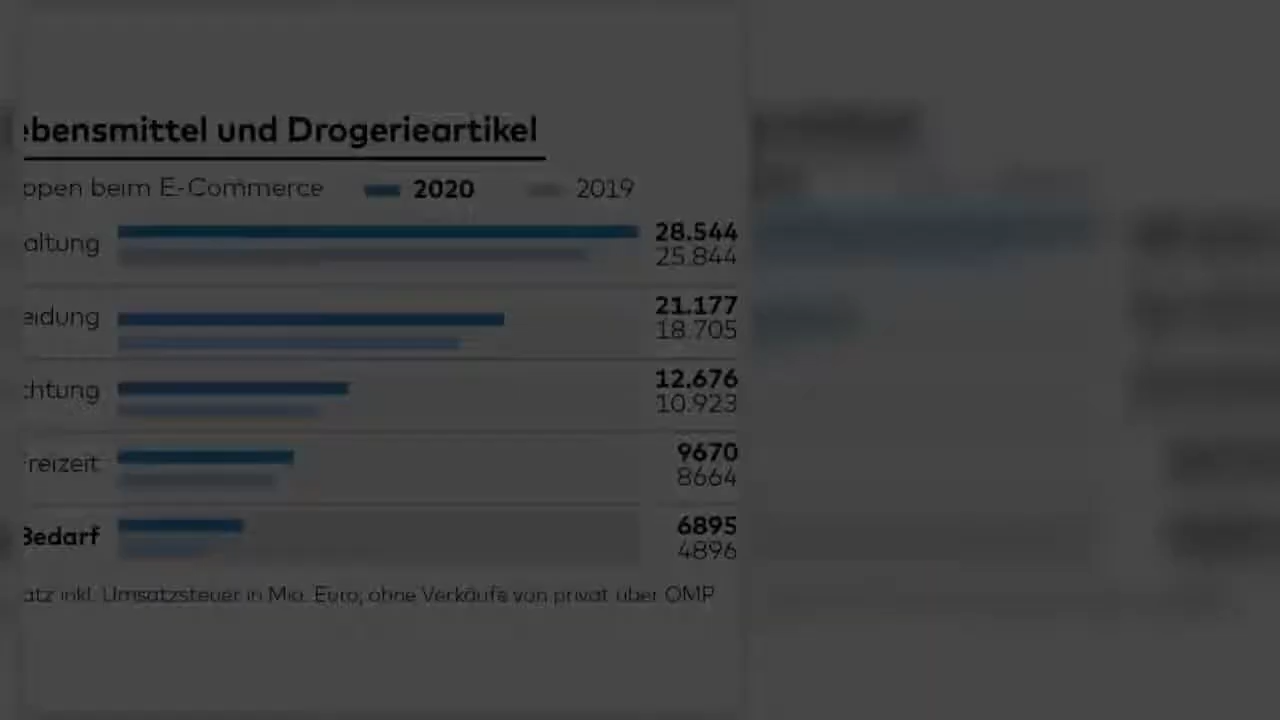 ebensmittel und Drogerieartikel
ppen beim E-Commerce 2020 2019
altung 28.544
25.844
eidung 21.177
18.705
chtung 12.676
10.923
reizeit 9670
8664
Bedarf 6895
4896
atz inkl. Umsatzsteuer in Mio. Euro; ohne Verkäufe von privat über OMP